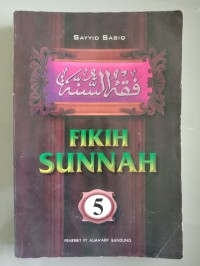 SAYYID SABIQ
فقه السنة
FIKIH
SUNNAH
5
PENERBIT PT ALMA'ARIF BANDUNG